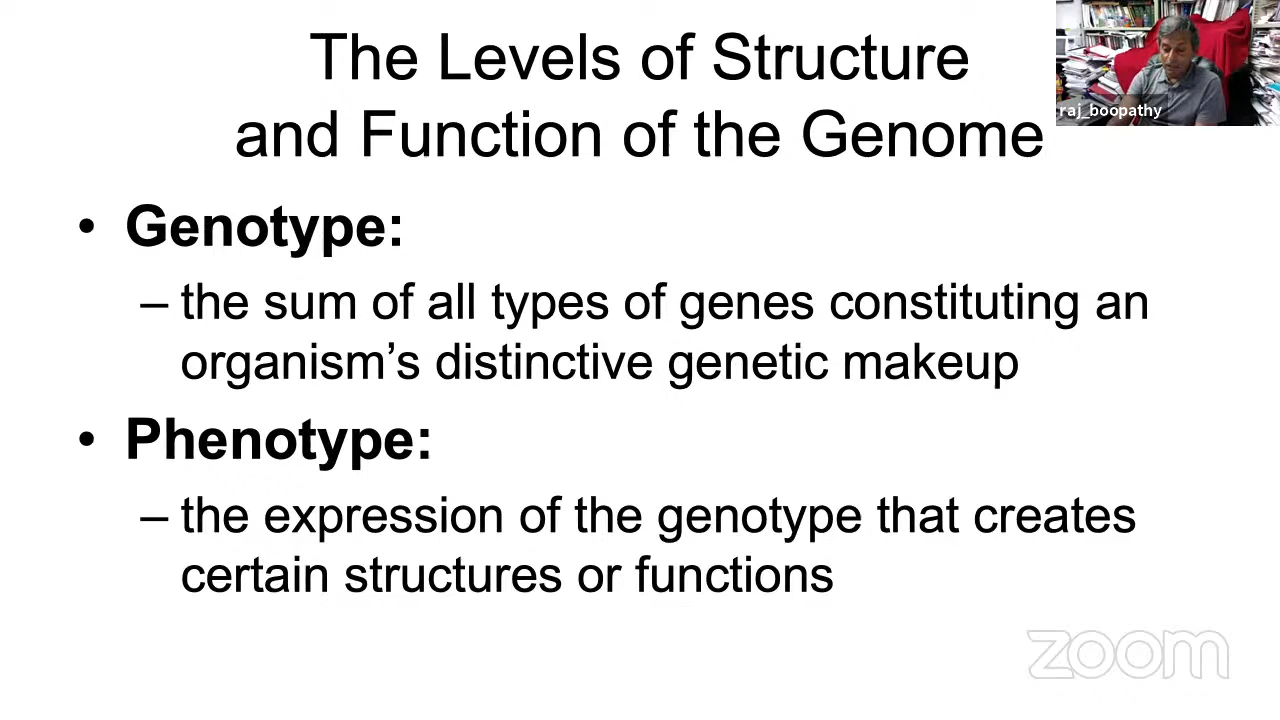 The Levels of Structure
and Function of the Genome
raj_boopathy
• Genotype:
– the sum of all types of genes constituting an
organism’s distinctive genetic makeup
• Phenotype:
– the expression of the genotype that creates
certain structures or functions
zoom